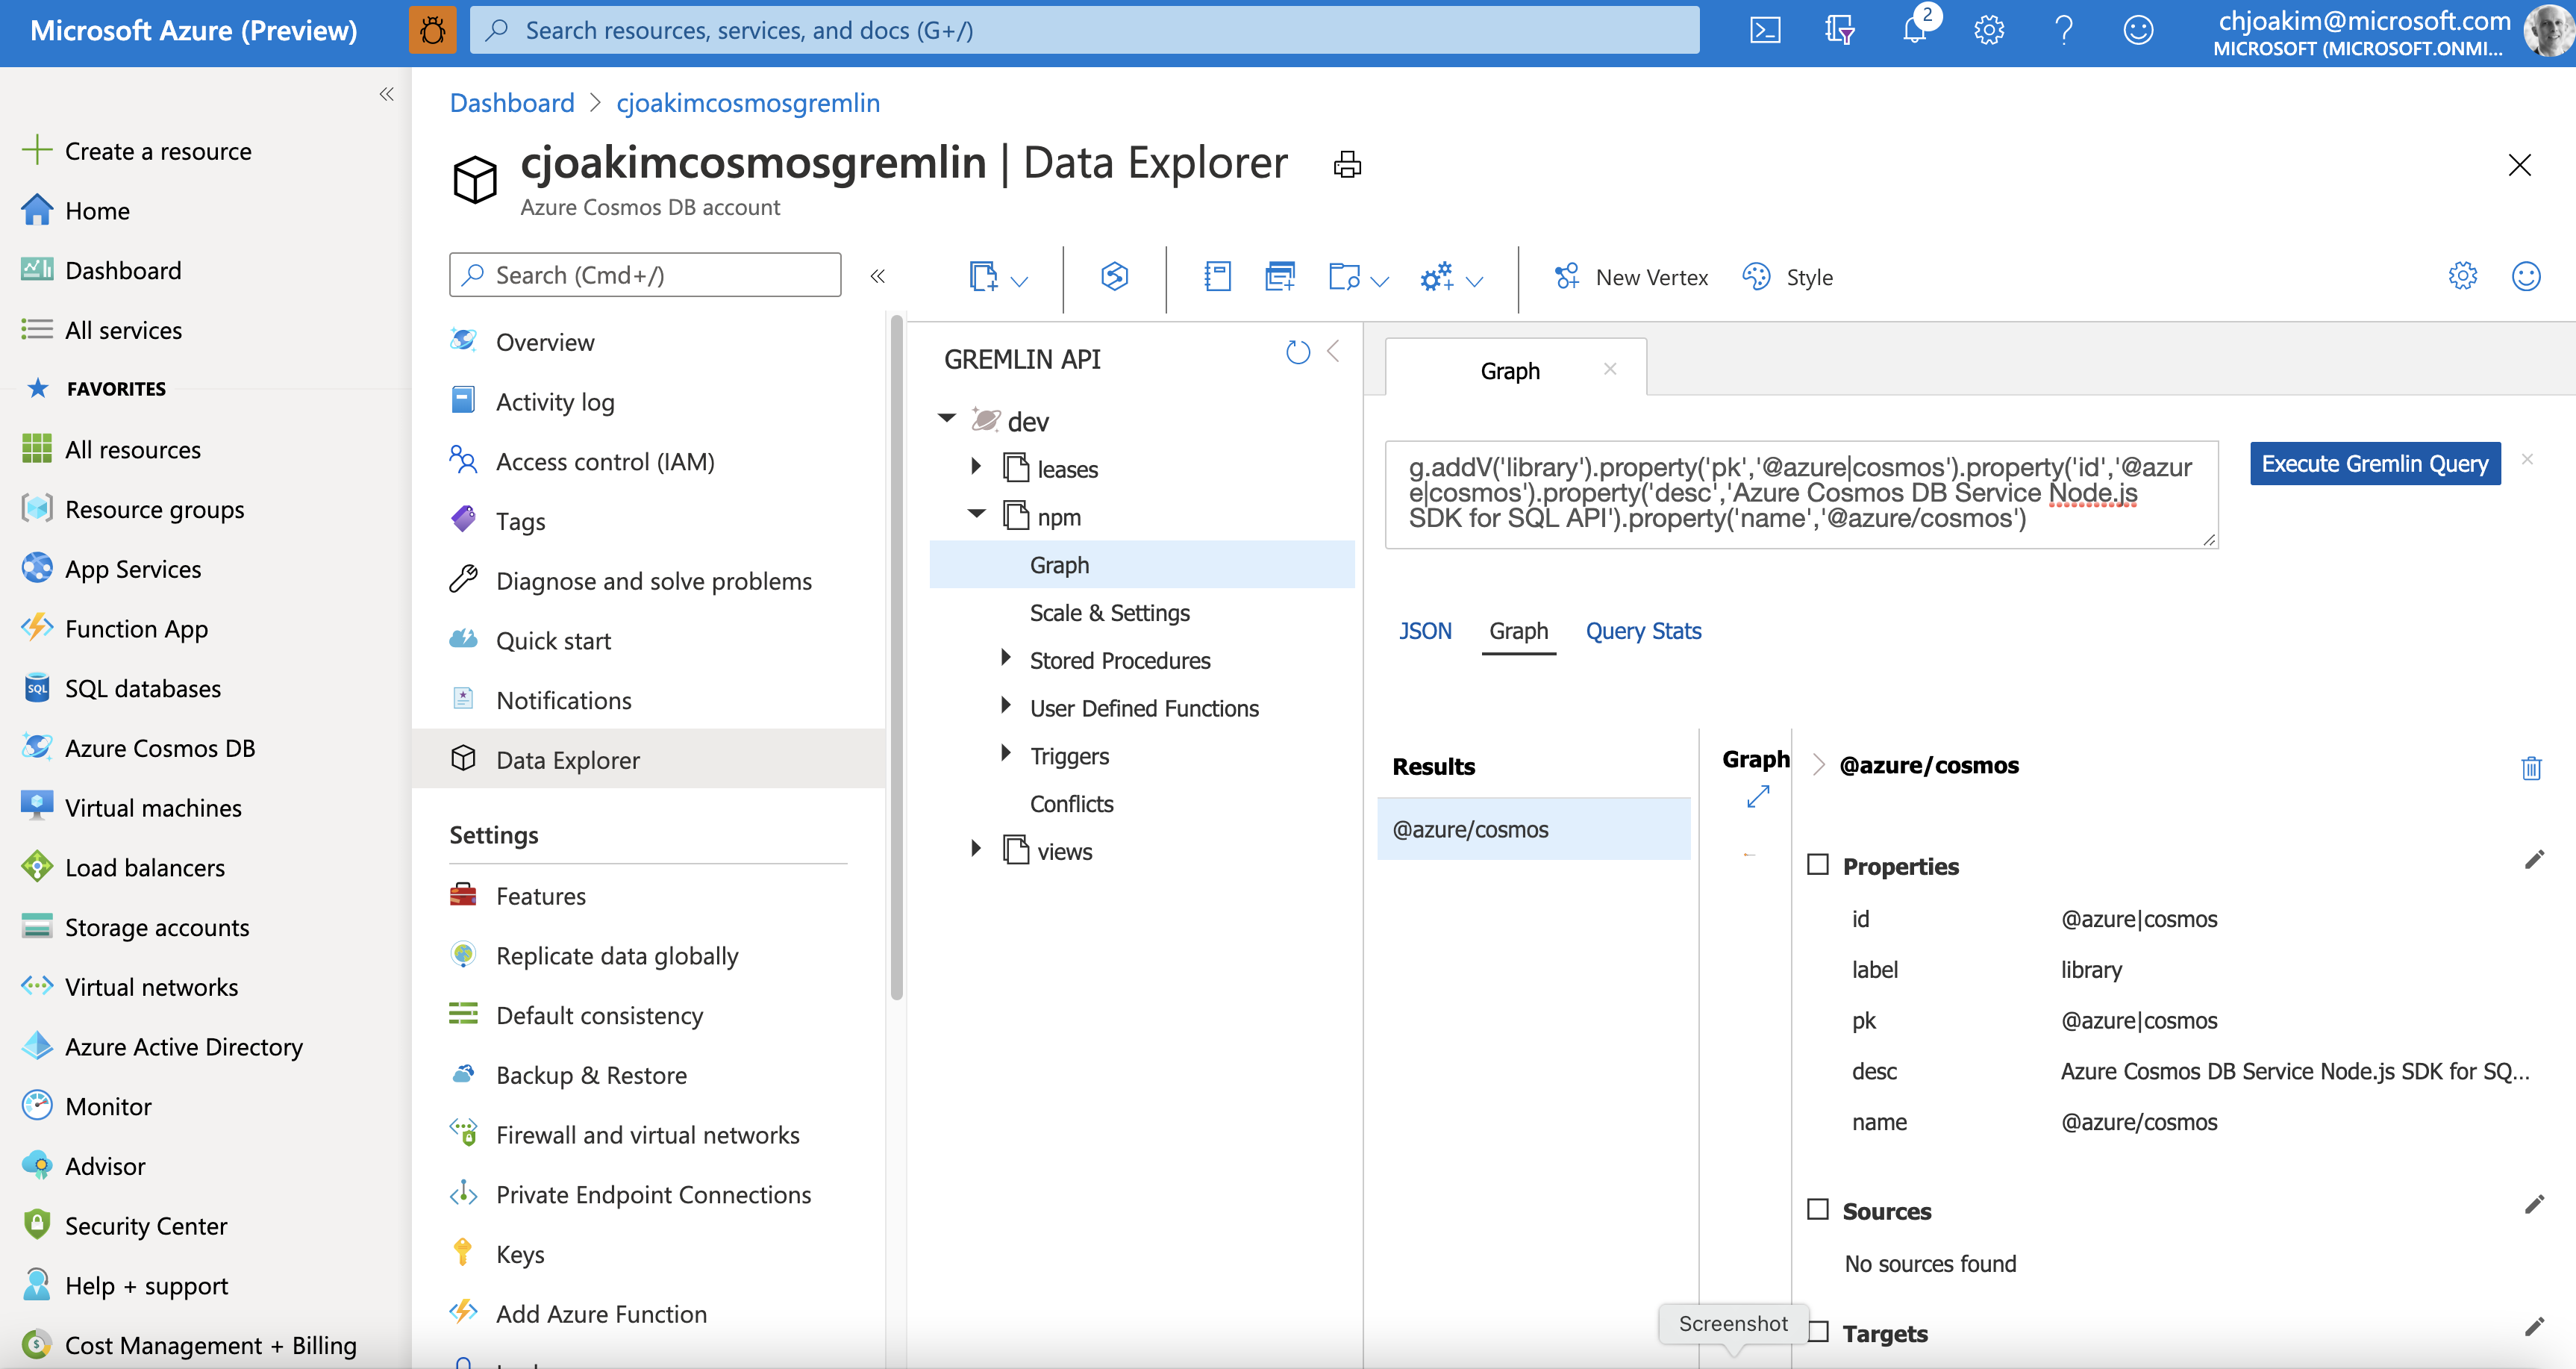 Microsoft Azure (Preview)
Search resources, services, and docs (G+/)
2
chjoakim@microsoft.com
MICROSOFT (MICROSOFT.ONMI...
Create a resource
Home
Dashboard
All services
FAVORITES
All resources
Resource groups
App Services
Function App
SQL
SQL databases
Azure Cosmos DB
Virtual machines
Load balancers
Storage accounts
Virtual networks
Azure Active Directory
Monitor
Advisor
Security Center
Help + support
Cost Management + Billing
Dashboard > cjoakimcosmosgremlin
cjoakimcosmosgremlin | Data Explorer
Azure Cosmos DB account
Search (Cmd+/)
Overview
Activity log
Access control (IAM)
Tags
Diagnose and solve problems
Quick start
Notifications
Data Explorer
Settings
Features
Replicate data globally
Default consistency
Backup & Restore
Firewall and virtual networks
Private Endpoint Connections
Keys
Add Azure Function
New Vertex
Style
GREMLIN API
dev
leases
npm
Graph
Scale & Settings
Stored Procedures
User Defined Functions
Triggers
Conflicts
views
Graph
g.addV('library').property('pk','@azure|cosmos').property('id','@azur
e|cosmos').property('desc','Azure Cosmos DB Service Node.js
SDK for SQL API').property('name','@azure/cosmos')
Execute Gremlin Query
JSON
Graph
Query Stats
Results
@azure/cosmos
Graph
@azure/cosmos
Properties
id @azure|cosmos
label library
pk @azure|cosmos
desc Azure Cosmos DB Service Node.js SDK for SQ...
name @azure/cosmos
Sources
No sources found
Targets
Screenshot